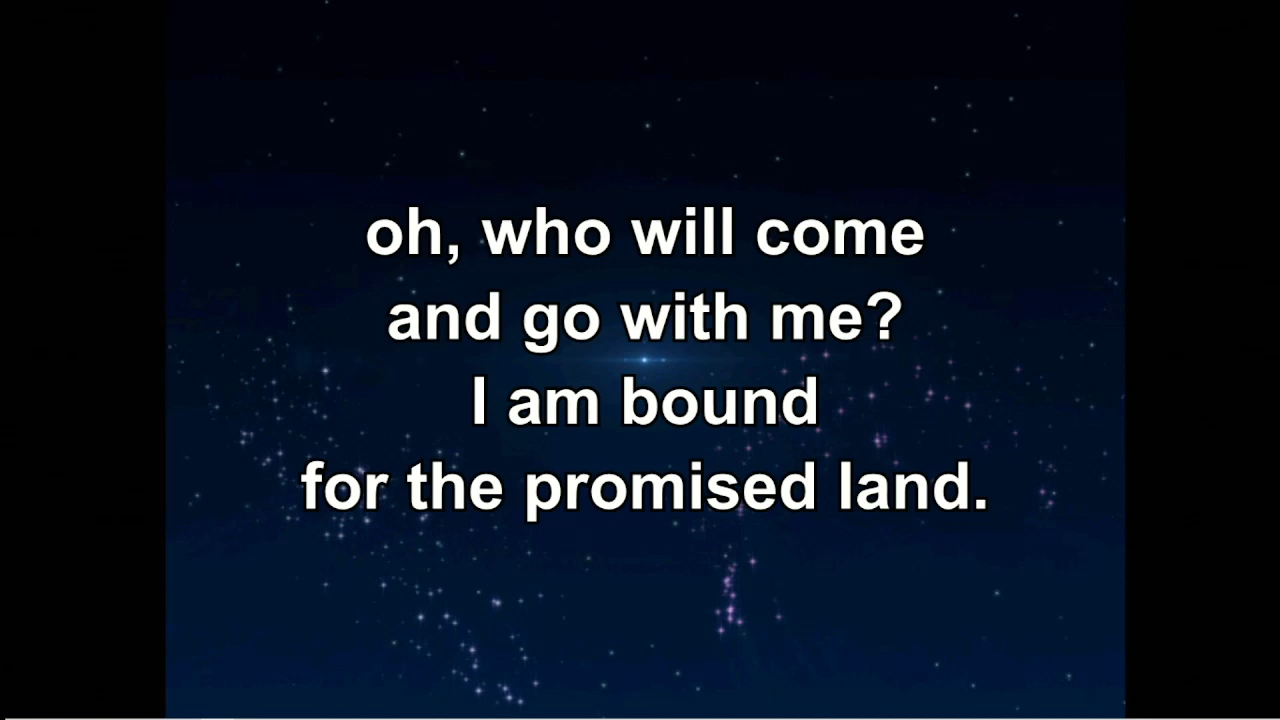 oh, who will come
and go with me?
I am bound
for the promised land.